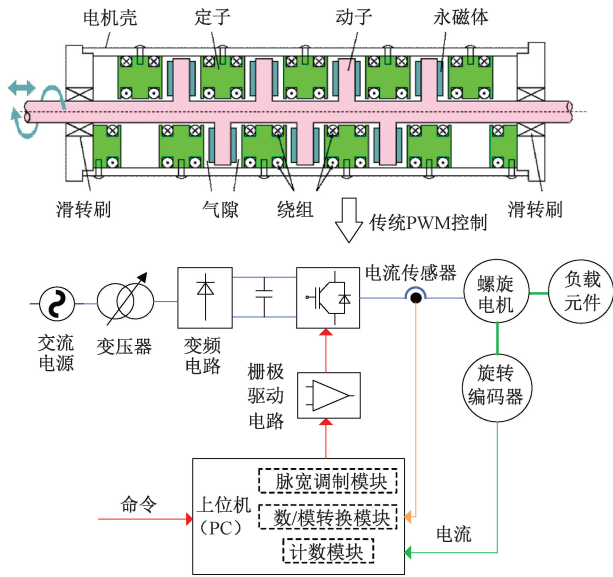 电机壳
定子
动子
永磁体
滑转刷
气隙
绕组
滑转刷
传统PWM控制
电流传感器
螺旋
电机
负载
元件
交流
电源
变压器
变频
电路
栅极
驱动
电路
旋转
编码器
命令
上位机
(PC)
脉宽调制模块
数/模转换模块
计数模块
电流